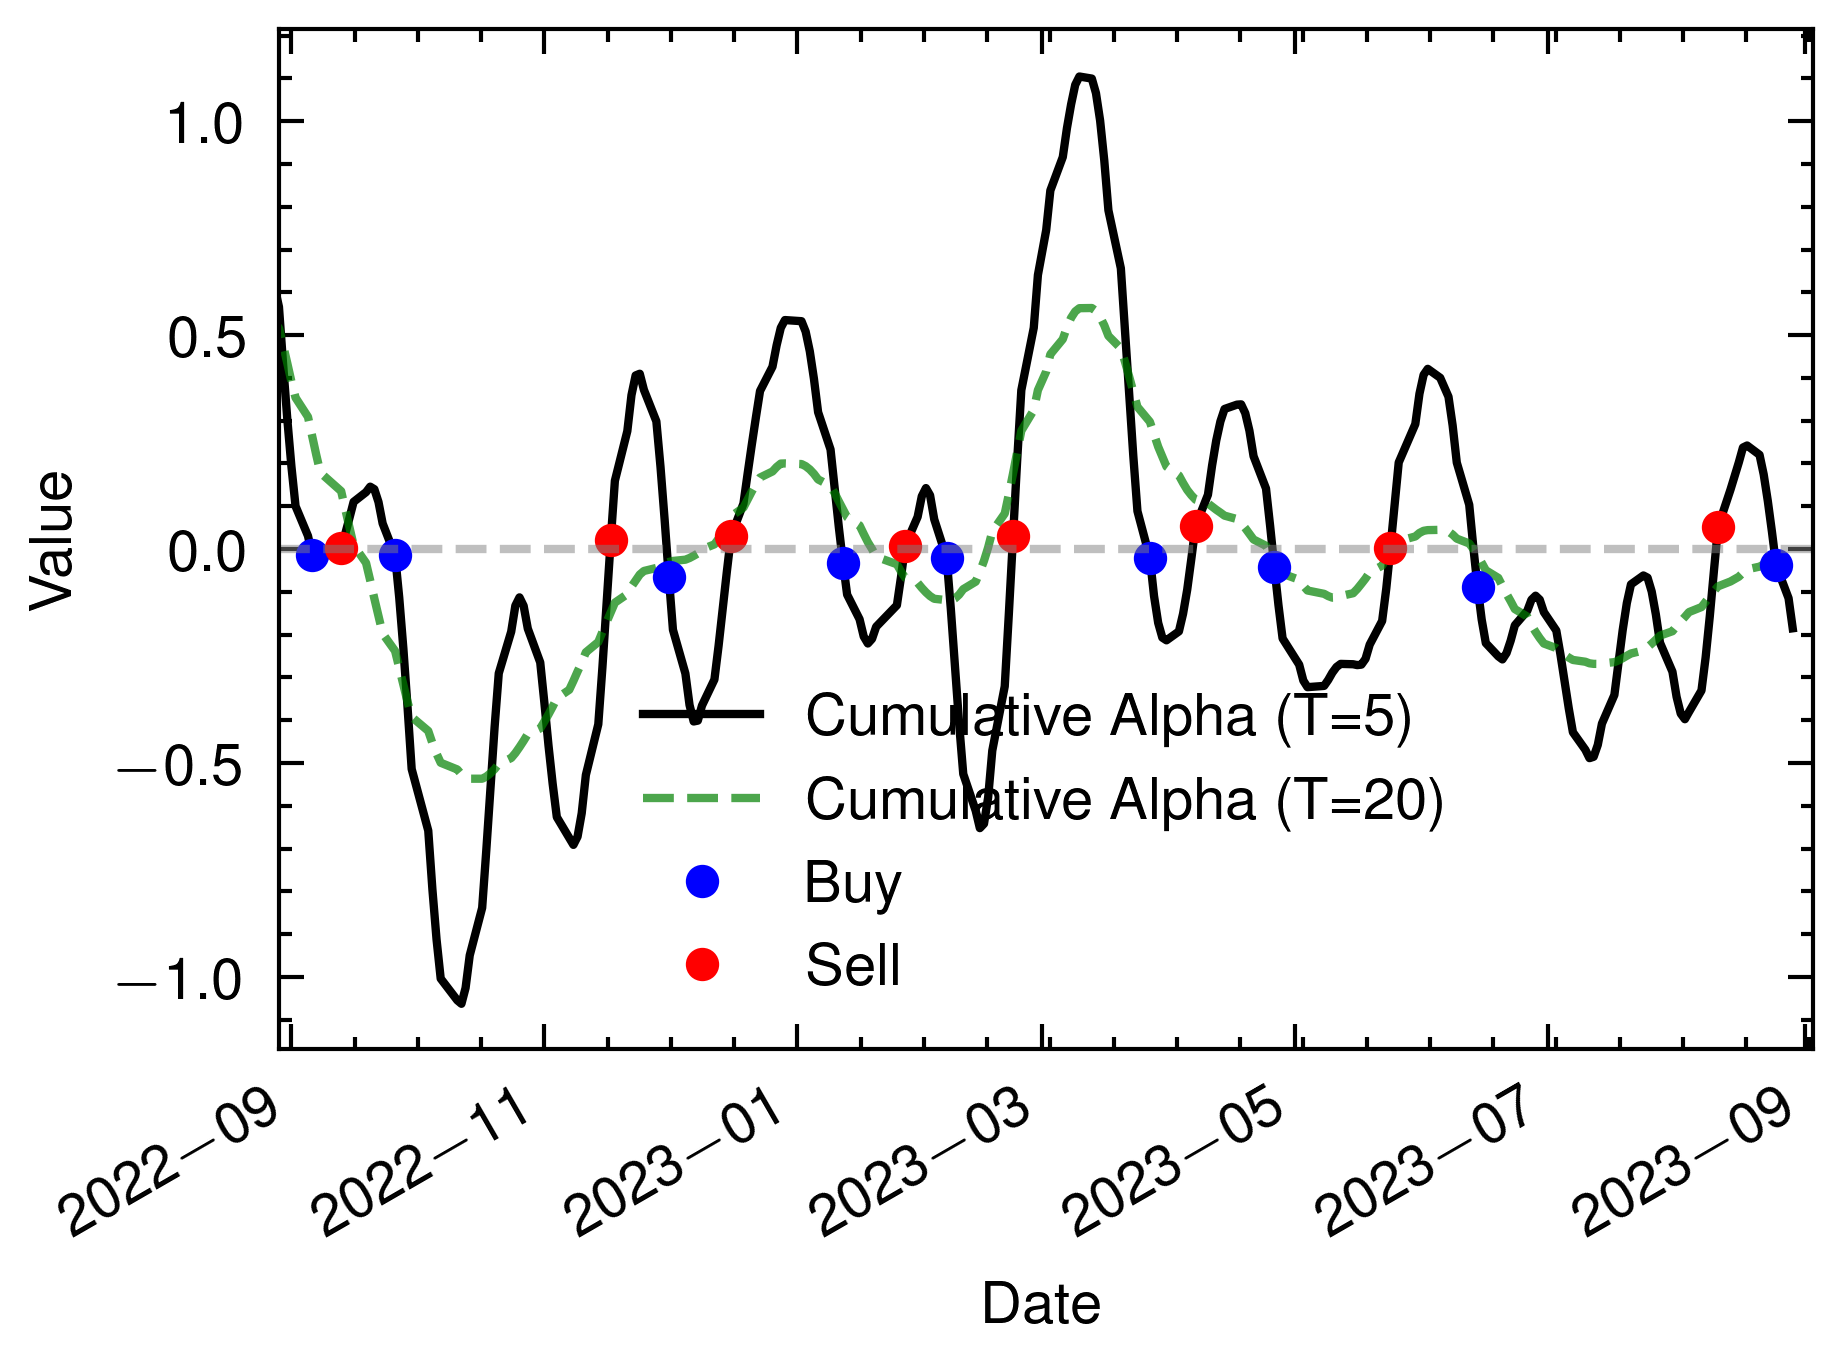 1.0
0.5
0.0
−0.5
−1.0
Value
Cumulative Alpha (T=5)
Cumulative Alpha (T=20)
Buy
Sell
2022−09
2022−11
2023−01
2023−03
2023−05
2023−07
2023−09
Date